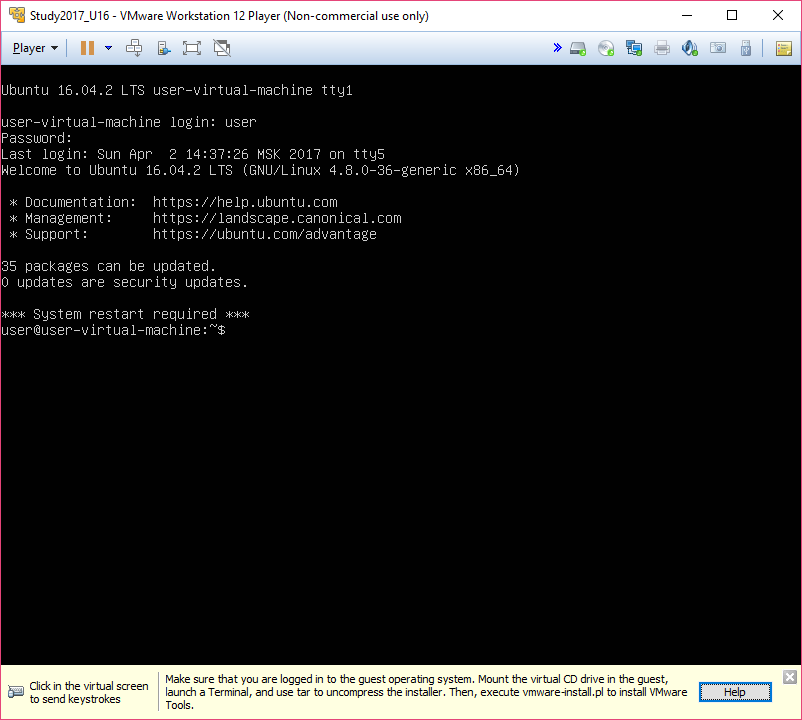 Study2017_U16 - VMware Workstation 12 Player (Non-commercial use only)
Player
Ubuntu 16.04.2 LTS user-virtual-machine tty1
user-virtual-machine login: user
Password:
Last login: Sun Apr  2 14:37:26 MSK 2017 on tty5
Welcome to Ubuntu 16.04.2 LTS (GNU/Linux 4.8.0-36-generic x86_64)
 * Documentation:  https://help.ubuntu.com
 * Management:     https://landscape.canonical.com
 * Support:        https://ubuntu.com/advantage
35 packages can be updated.
0 updates are security updates.
*** System restart required ***
user@user-virtual-machine:~$
Click in the virtual screen
to send keystrokes
Make sure that you are logged in to the guest operating system. Mount the virtual CD drive in the guest,
launch a Terminal, and use tar to uncompress the installer. Then, execute vmware-install.pl to install VMware
Tools.
Help